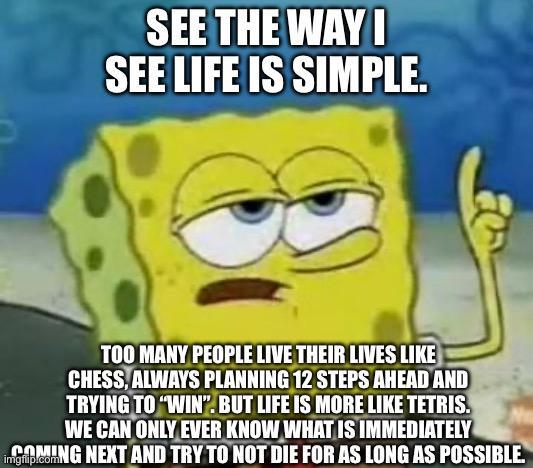 SEE THE WAY I
SEE LIFE IS SIMPLE.
TOO MANY PEOPLE LIVE THEIR LIVES LIKE
CHESS, ALWAYS PLANNING 12 STEPS AHEAD AND
TRYING TO “WIN”. BUT LIFE IS MORE LIKE TETRIS.
WE CAN ONLY EVER KNOW WHAT IS IMMEDIATELY
COMING NEXT AND TRY TO NOT DIE FOR AS LONG AS POSSIBLE.
imgflip.com